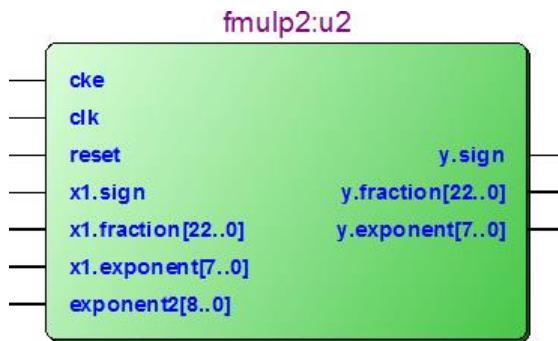 fmulp2:u2
cke
clk
reset y.sign
x1.sign y.fraction[22..0]
x1.fraction[22..0] y.exponent[7..0]
x1.exponent[7..0]
exponent2[8..0]